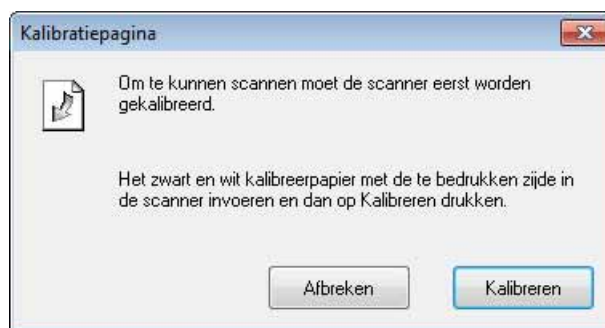 Kalibratiepagina
Om te kunnen scannen moet de scanner eerst worden
gekalibreerd.
Het zwart en wit kalibreerpapier met de te bedrukken zijde in
de scanner invoeren en dan op Kalibreren drukken.
Afbreken
Kalibreren